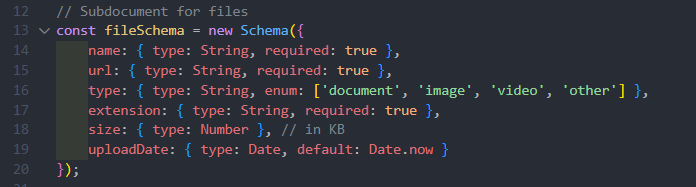 12 // Subdocument for files
13 const fileSchema = new Schema({
14 name: { type: String, required: true },
15 url: { type: String, required: true },
16 type: { type: String, enum: ['document', 'image', 'video', 'other'] },
17 extension: { type: String, required: true },
18 size: { type: Number }, // in KB
19 uploadDate: { type: Date, default: Date.now }
20 });